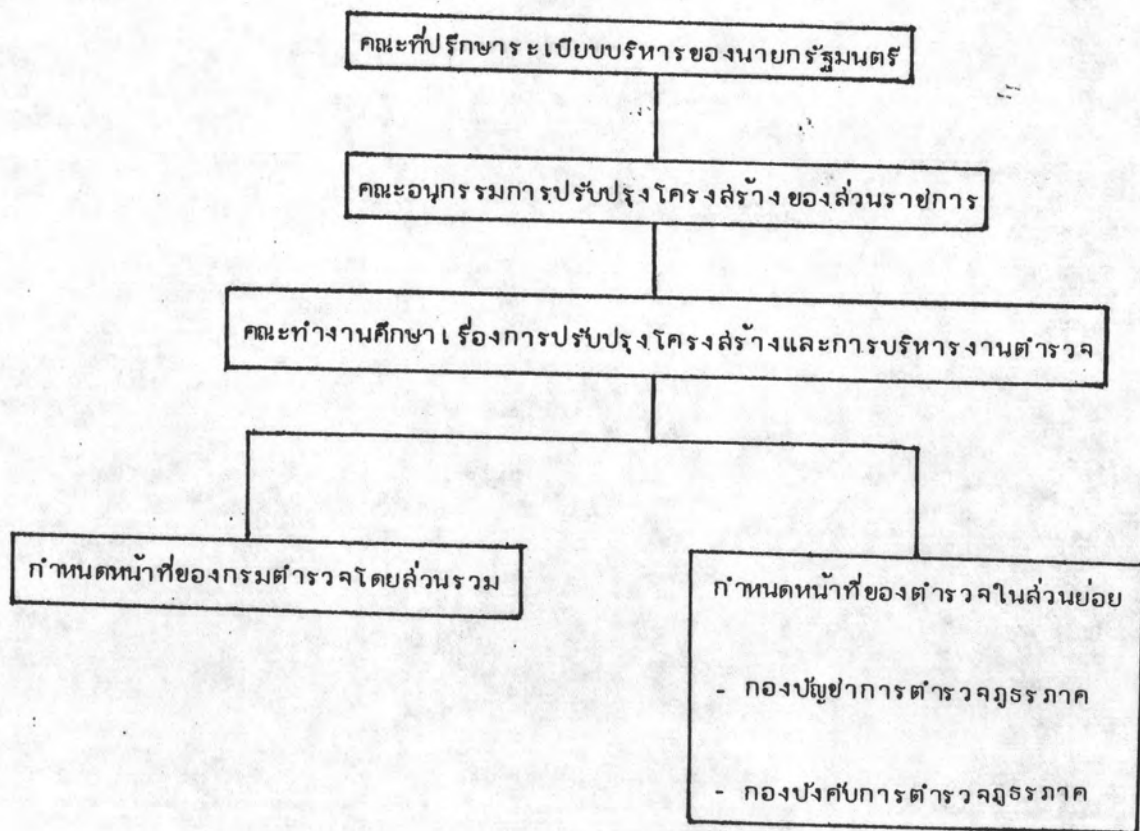 คณะที่ปรึกษาระเบียบบริหารของนายกรัฐมนตรี
คณะอนุกรรมการปรับปรุงโครงสร้างของส่วนราชการ
คณะทำงานศึกษาเรื่องการปรับปรุงโครงสร้างและการบริหารงานตำรวจ
กำหนดหน้าที่ของกรมตำรวจโดยส่วนรวม
กำหนดหน้าที่ของตำรวจในส่วนย่อย
- กองบัญชาการตำรวจภูธรภาค
- กองบังคับการตำรวจภูธรภาค